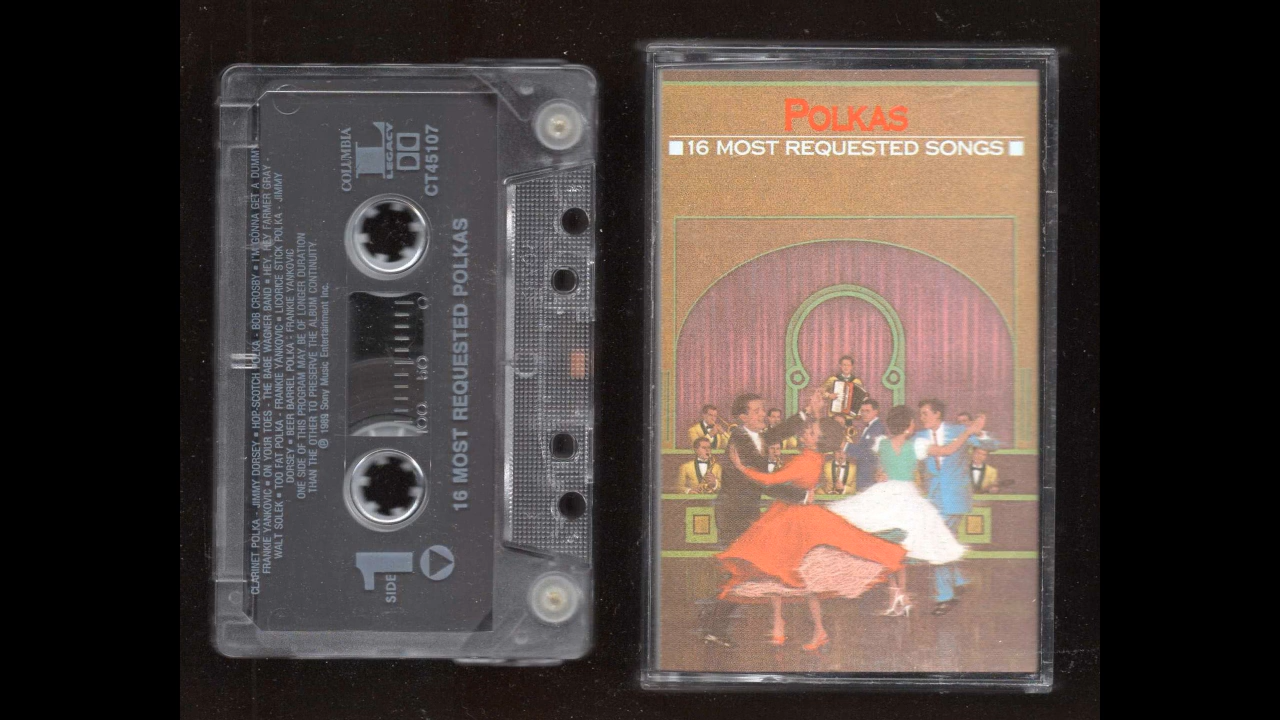 CLARINET POLKA - JIMMY DORSEY ■ HOP-SCOTCH POLKA - BOB CROSBY ■ I'M GONNA GET A DUMMY -
FRANKIE YANKOVIC ■ ON YOUR TOES - THE BABE WAGNER BAND ■ HEY, HEY FARMER GRAY -
WALT SOLEK ■ TOO FAT POLKA - FRANKIE YANKOVIC ■ LICORICE STICK POLKA - JIMMY
DORSEY ■ BEER BARREL POLKA - FRANKIE YANKOVIC
ONE SIDE OF THIS PROGRAM MAY BE OF LONGER DURATION
THAN THE OTHER TO PRESERVE THE ALBUM CONTINUITY.
Ⓟ 1989 Sony Music Entertainment Inc.
COLUMBIA
L
LEGACY
CT45107
SIDE 1
16 MOST REQUESTED POLKAS
POLKAS
■ 16 MOST REQUESTED SONGS ■